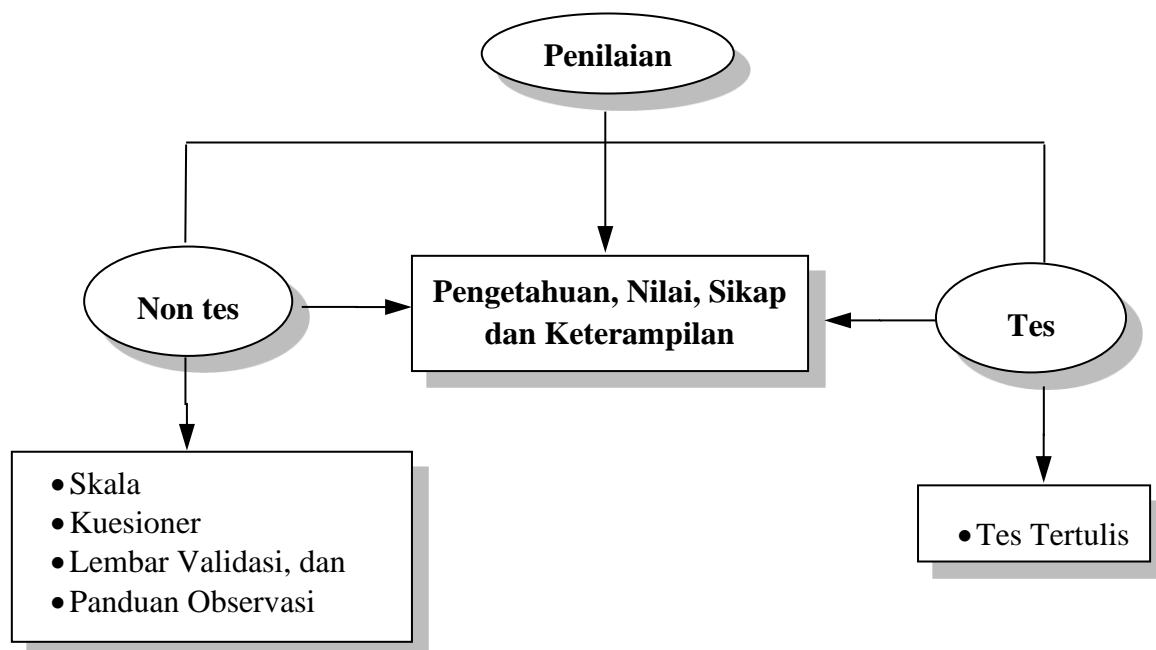 Penilaian
Non tes
Pengetahuan, Nilai, Sikap
dan Keterampilan
Tes
•Skala
•Kuesioner
•Lembar Validasi, dan
•Panduan Observasi
•Tes Tertulis